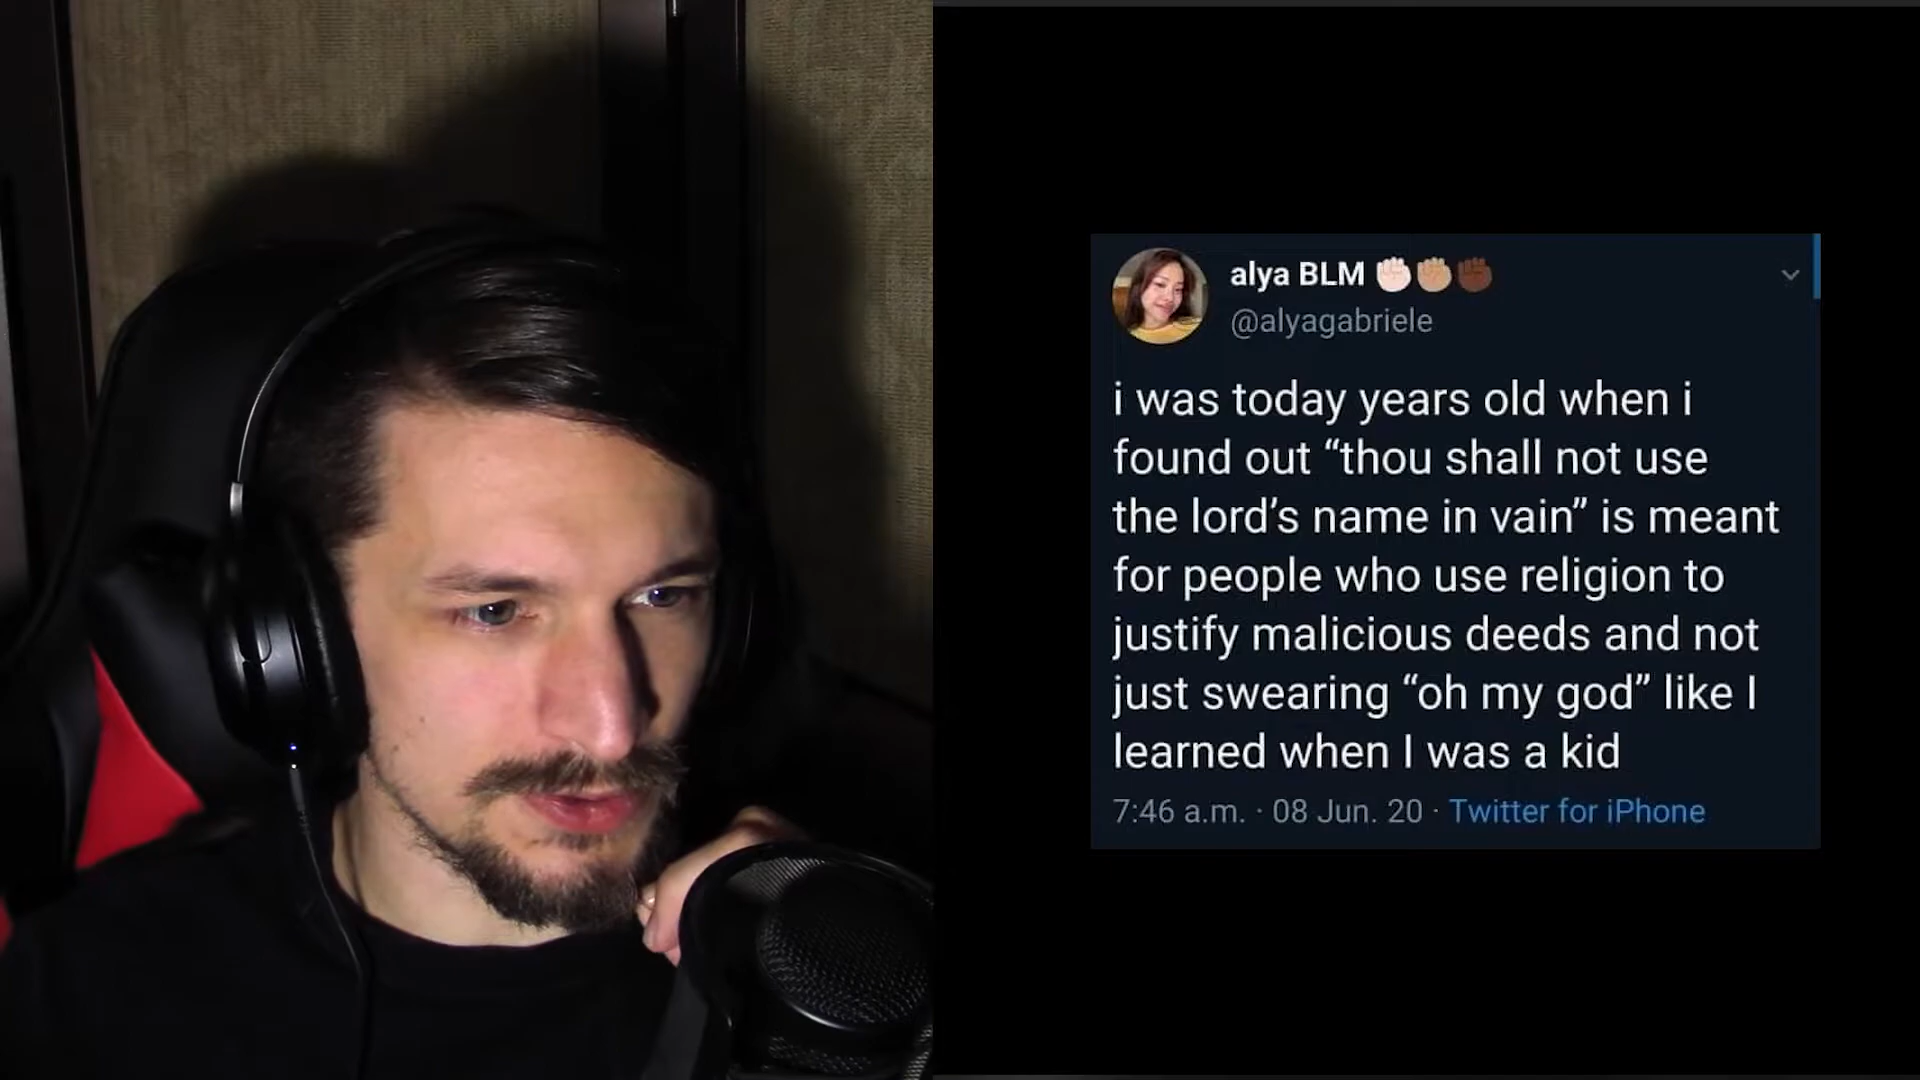 alya BLM ✊🏻✊🏽✊🏿
@alyagabriele
i was today years old when i
found out “thou shall not use
the lord’s name in vain” is meant
for people who use religion to
justify malicious deeds and not
just swearing “oh my god” like I
learned when I was a kid
7:46 a.m. · 08 Jun. 20 · Twitter for iPhone